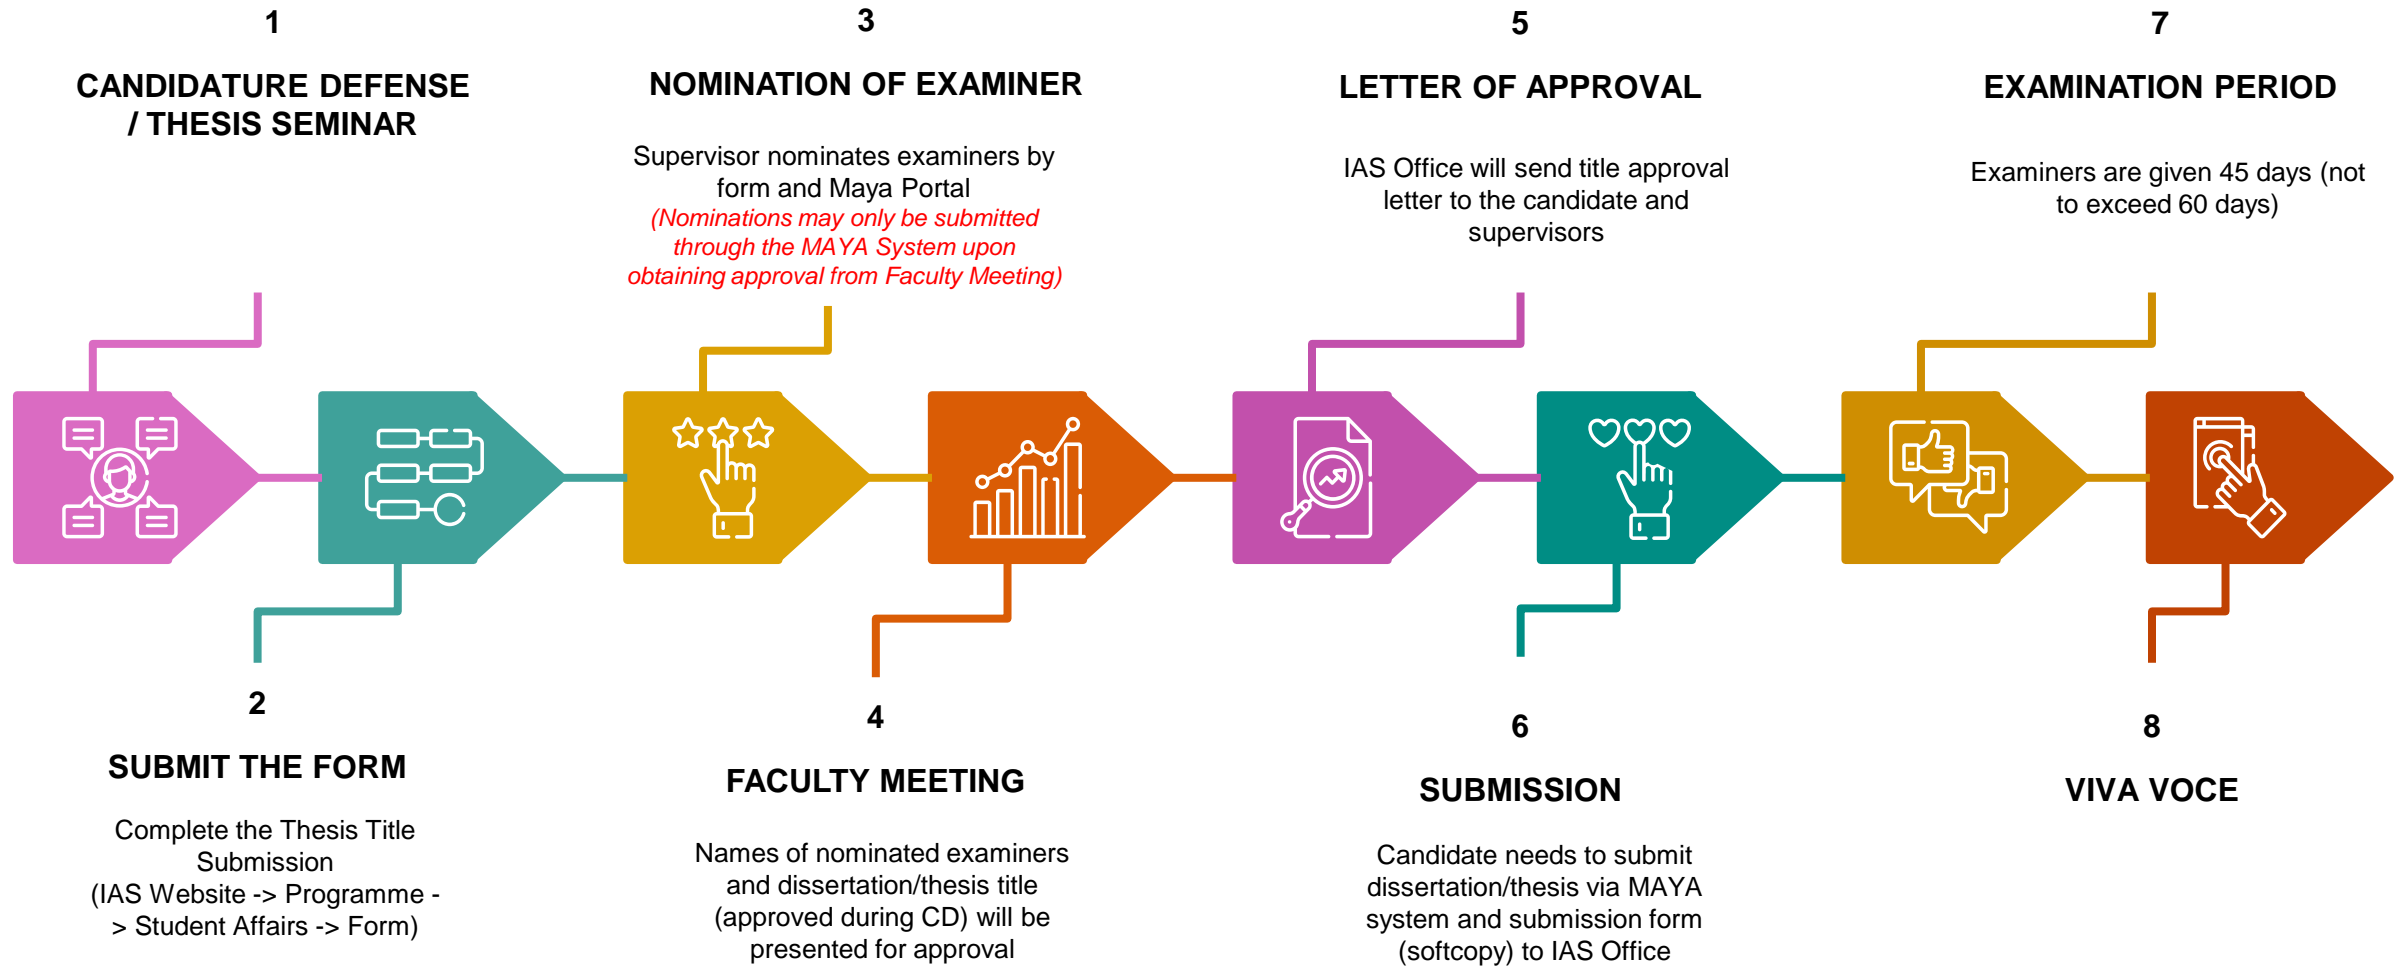 1
CANDIDATURE DEFENSE
/ THESIS SEMINAR
2
SUBMIT THE FORM
Complete the Thesis Title
Submission
(IAS Website -> Programme -
> Student Affairs -> Form)
3
NOMINATION OF EXAMINER
Supervisor nominates examiners by
form and Maya Portal
(Nominations may only be submitted
through the MAYA System upon
obtaining approval from Faculty Meeting)
4
FACULTY MEETING
Names of nominated examiners
and dissertation/thesis title
(approved during CD) will be
presented for approval
5
LETTER OF APPROVAL
IAS Office will send title approval
letter to the candidate and
supervisors
6
SUBMISSION
Candidate needs to submit
dissertation/thesis via MAYA
system and submission form
(softcopy) to IAS Office
7
EXAMINATION PERIOD
Examiners are given 45 days (not
to exceed 60 days)
8
VIVA VOCE